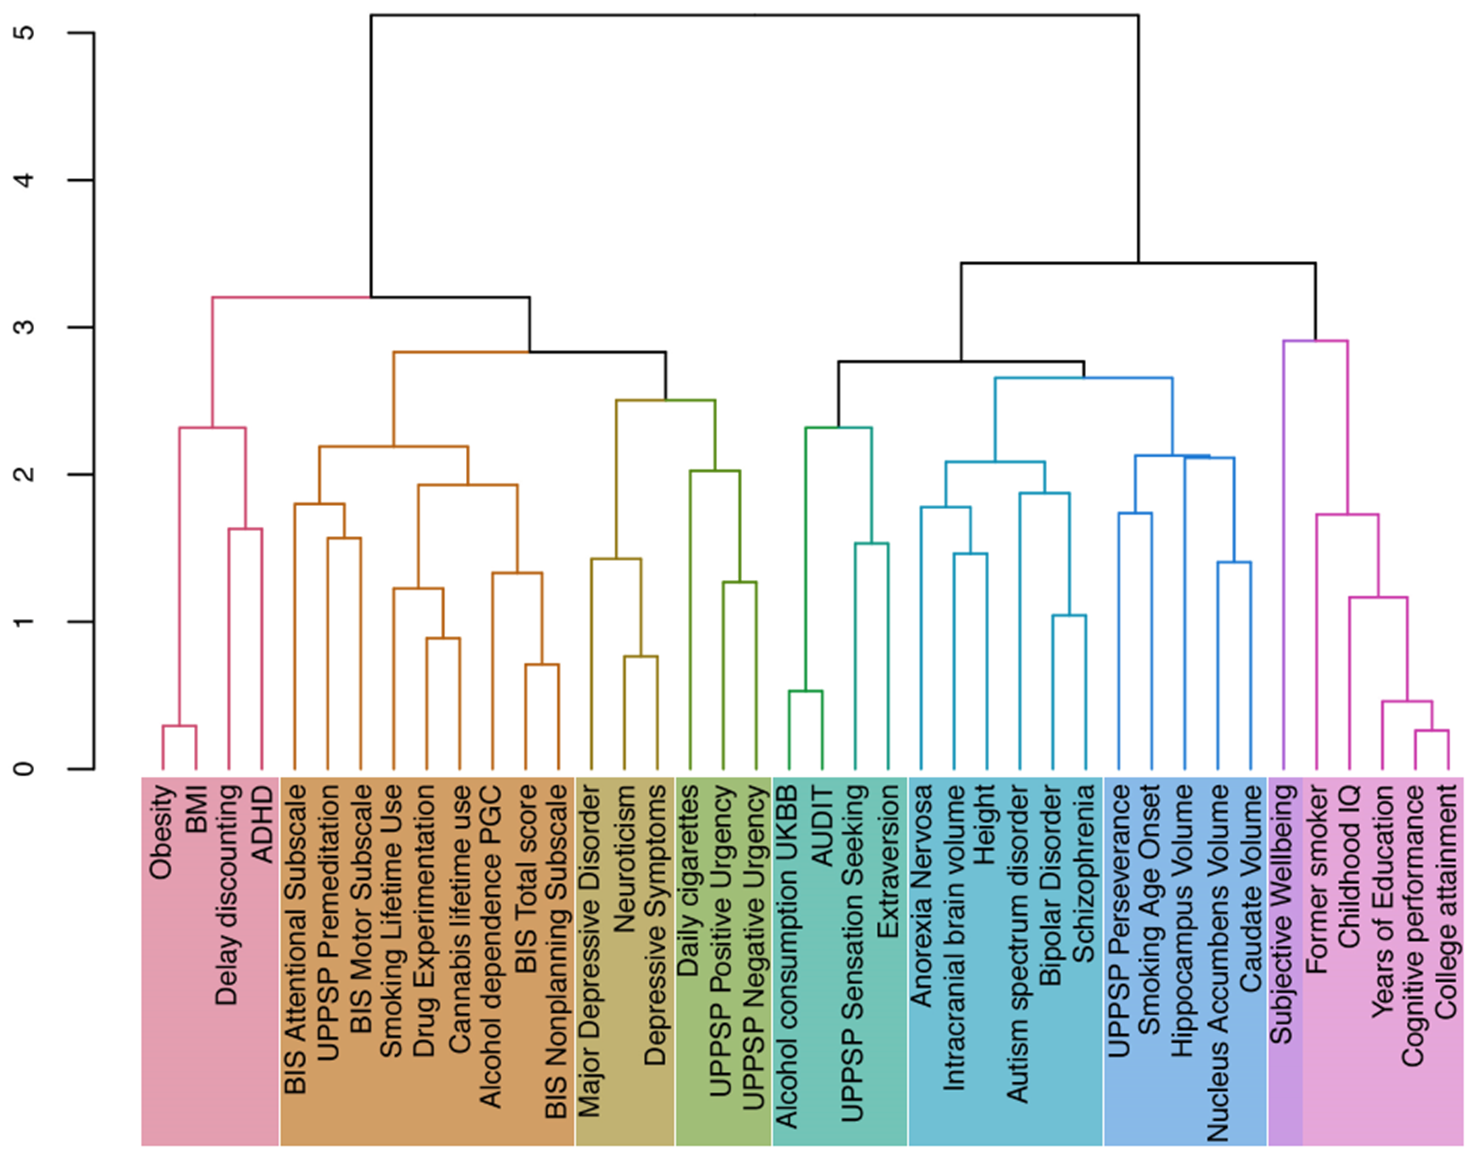 5
4
3
2
1
0
Obesity
BMI
Delay discounting
ADHD
BIS Attentional Subscale
UPPSP Premeditation
BIS Motor Subscale
Smoking Lifetime Use
Drug Experimentation
Cannabis lifetime use
Alcohol dependence PGC
BIS Total score
BIS Nonplanning Subscale
Major Depressive Disorder
Neuroticism
Depressive Symptoms
Daily cigarettes
UPPSP Positive Urgency
UPPSP Negative Urgency
Alcohol consumption UKBB
AUDIT
UPPSP Sensation Seeking
Extraversion
Anorexia Nervosa
Intracranial brain volume
Height
Autism spectrum disorder
Bipolar Disorder
Schizophrenia
UPPSP Perseverance
Smoking Age Onset
Hippocampus Volume
Nucleus Accumbens Volume
Caudate Volume
Subjective Wellbeing
Former smoker
Childhood IQ
Years of Education
Cognitive performance
College attainment